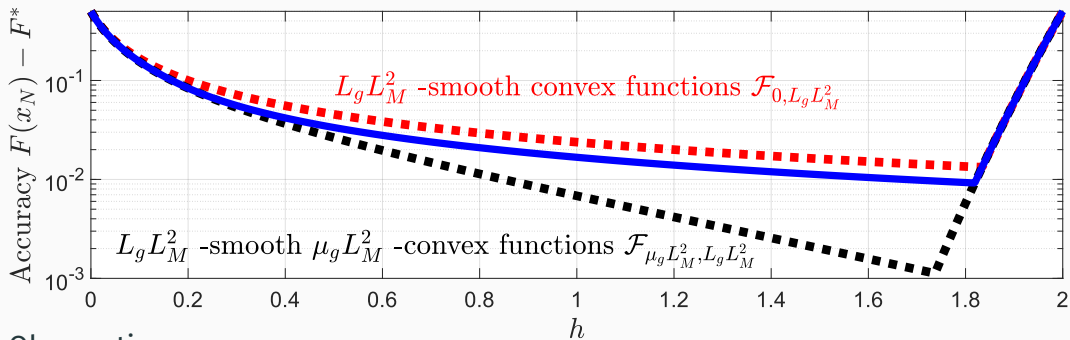 Accuracy $F(x_N) - F^*$
$10^{-1}$
$10^{-2}$
$10^{-3}$
$L_g L_M^2$ -smooth convex functions $\mathcal{F}_{0,L_g L_M^2}$
$L_g L_M^2$ -smooth $\mu_g L_M^2$ -convex functions $\mathcal{F}_{\mu_g L_M^2, L_g L_M^2}$
0 0.2 0.4 0.6 0.8 1 1.2 1.4 1.6 1.8 2
$h$